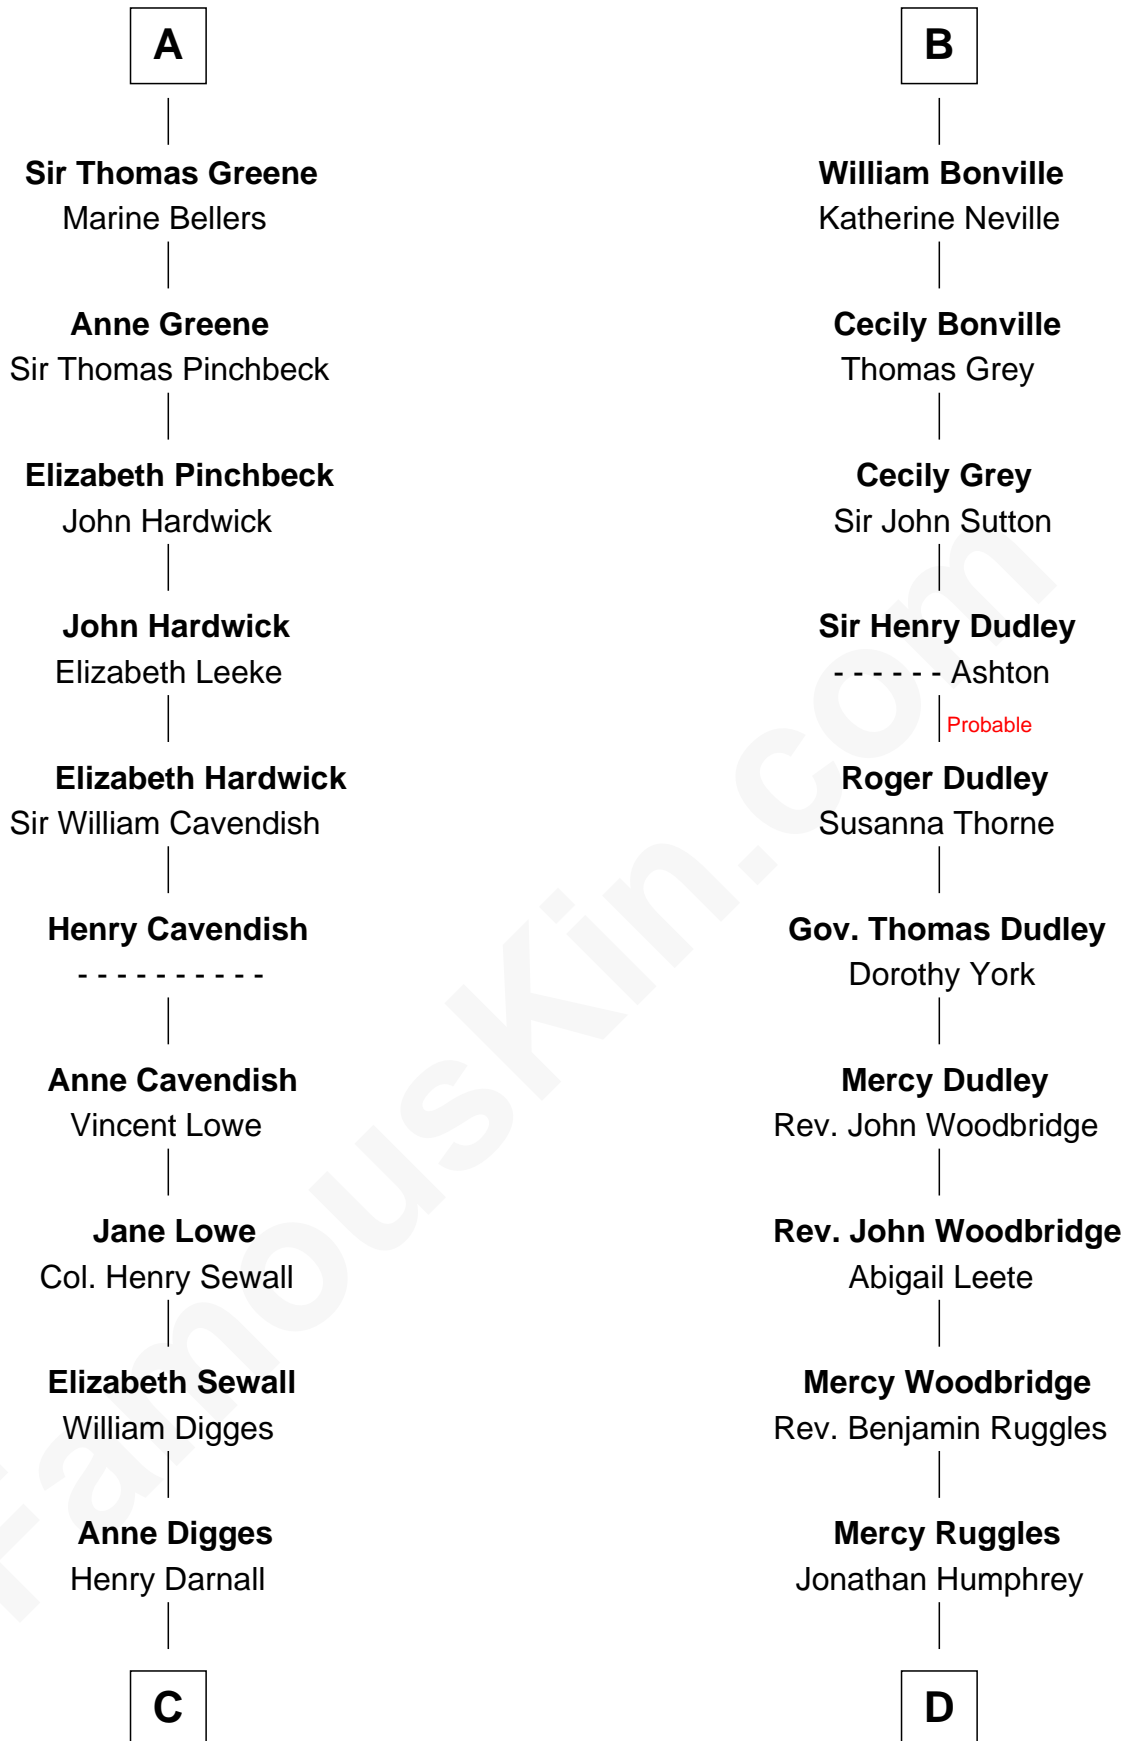 A
Sir Thomas Greene
Marine Bellers
Anne Greene
Sir Thomas Pinchbeck
Elizabeth Pinchbeck
John Hardwick
John Hardwick
Elizabeth Leeke
Elizabeth Hardwick
Sir William Cavendish
Henry Cavendish
- - - - - - - - - -
Anne Cavendish
Vincent Lowe
Jane Lowe
Col. Henry Sewall
Elizabeth Sewall
William Digges
Anne Digges
Henry Darnall
C
B
William Bonville
Katherine Neville
Cecily Bonville
Thomas Grey
Cecily Grey
Sir John Sutton
Sir Henry Dudley
- - - - - - Ashton
Probable
Roger Dudley
Susanna Thorne
Gov. Thomas Dudley
Dorothy York
Mercy Dudley
Rev. John Woodbridge
Rev. John Woodbridge
Abigail Leete
Mercy Woodbridge
Rev. Benjamin Ruggles
Mercy Ruggles
Jonathan Humphrey
D
FamousKin.com